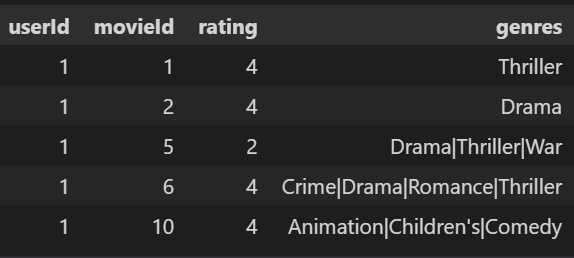 userId movieId rating genres
1 1 4 Thriller
1 2 4 Drama
1 5 2 Drama|Thriller|War
1 6 4 Crime|Drama|Romance|Thriller
1 10 4 Animation|Children's|Comedy